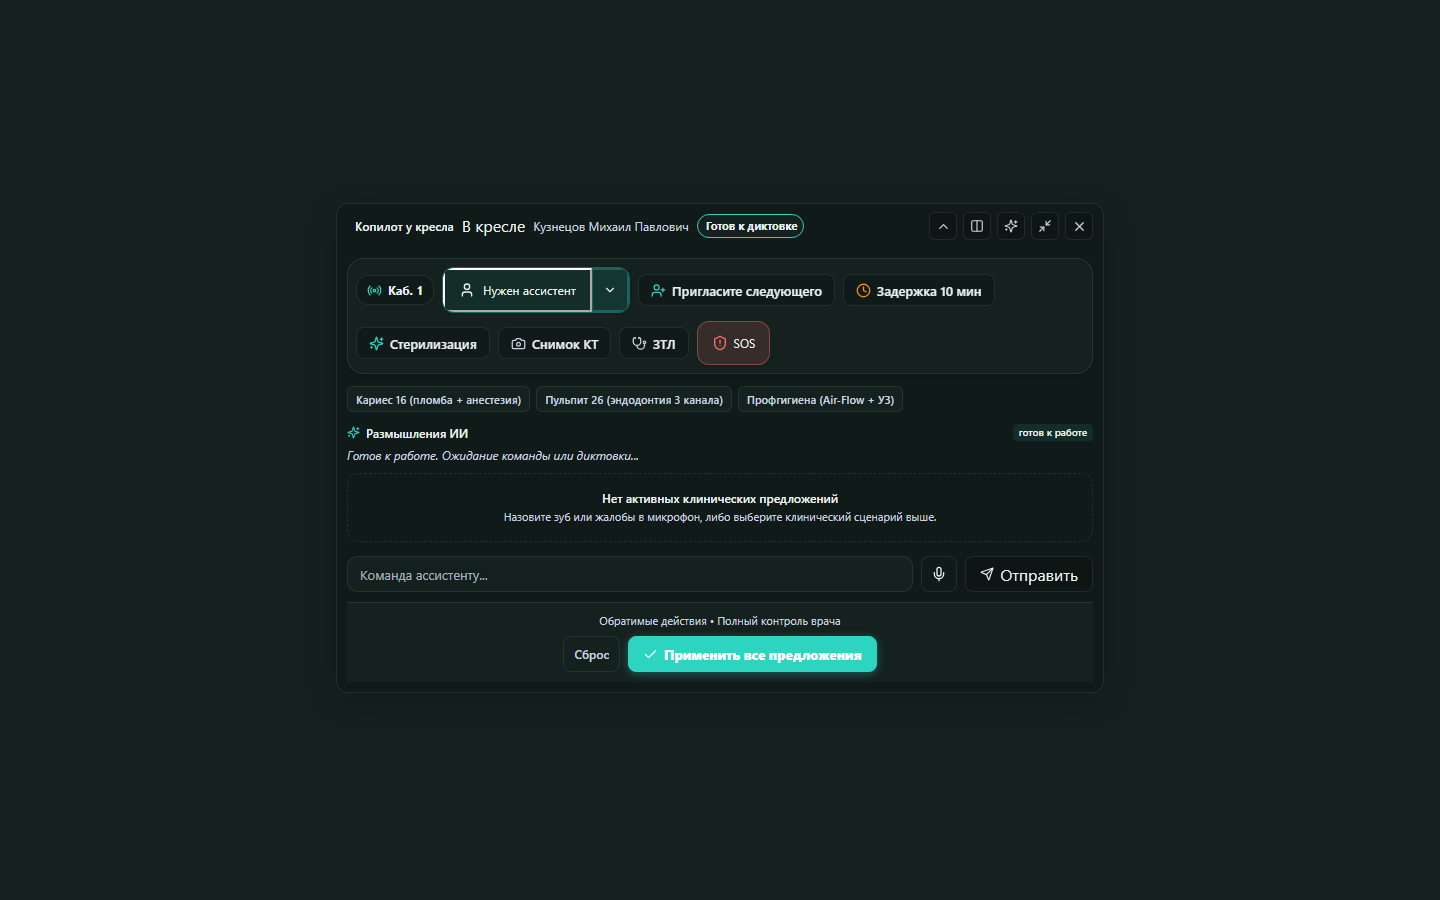 Копилот у кресла В кресле Кузнецов Михаил Павлович Готов к диктовке
Каб. 1 Нужен ассистент Пригласите следующего Задержка 10 мин
Стерилизация Снимок КТ ЗТЛ SOS
Кариес 16 (пломба + анестезия) Пульпит 26 (эндодонтия 3 канала) Профгигиена (Air-Flow + УЗ)
Размышления ИИ готов к работе
Готов к работе. Ожидание команды или диктовки...
Нет активных клинических предложений
Назовите зуб или жалобы в микрофон, либо выберите клинический сценарий выше.
Команда ассистенту... Отправить
Обратимые действия • Полный контроль врача
Сброс Применить все предложения